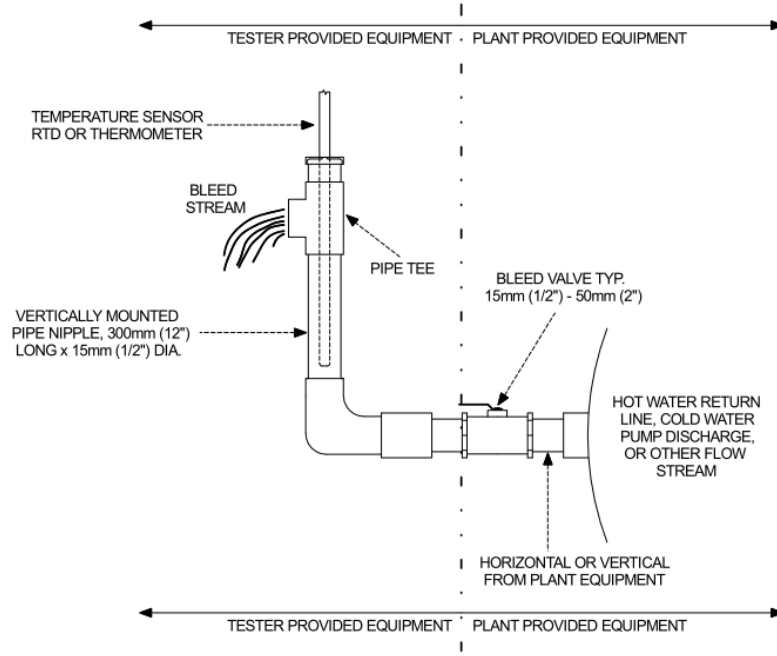 TESTER PROVIDED EQUIPMENT
PLANT PROVIDED EQUIPMENT
TEMPERATURE SENSOR
RTD OR THERMOMETER
BLEED
STREAM
PIPE TEE
BLEED VALVE TYP.
15mm (1/2") - 50mm (2")
VERTICALLY MOUNTED
PIPE NIPPLE, 300mm (12")
LONG x 15mm (1/2") DIA.
HOT WATER RETURN
LINE, COLD WATER
PUMP DISCHARGE,
OR OTHER FLOW
STREAM
HORIZONTAL OR VERTICAL
FROM PLANT EQUIPMENT
TESTER PROVIDED EQUIPMENT
PLANT PROVIDED EQUIPMENT